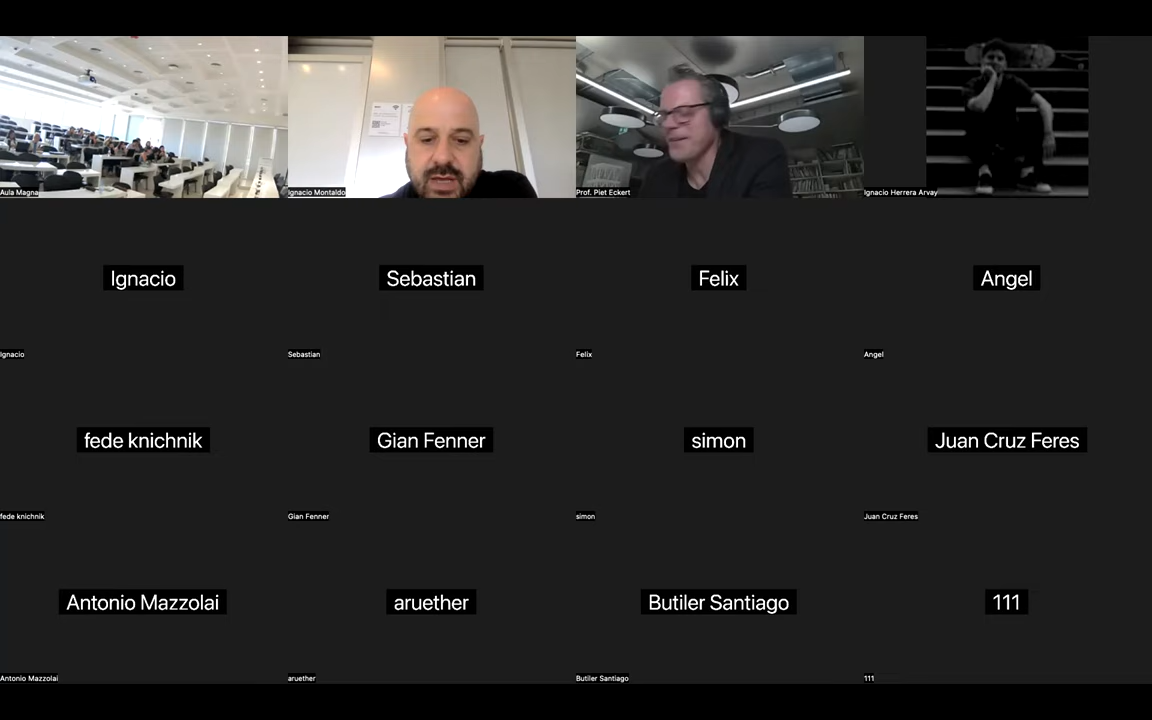 Aula Magna
Ignacio Montaldo
Prof. Piet Eckert
Ignacio Herrera Arvay
Ignacio
Sebastian
Felix
Angel
Ignacio
Sebastian
Felix
Angel
fede knichnik
Gian Fenner
simon
Juan Cruz Feres
fede knichnik
Gian Fenner
simon
Juan Cruz Feres
Antonio Mazzolai
aruether
Butiler Santiago
111
Antonio Mazzolai
aruether
Butiler Santiago
111